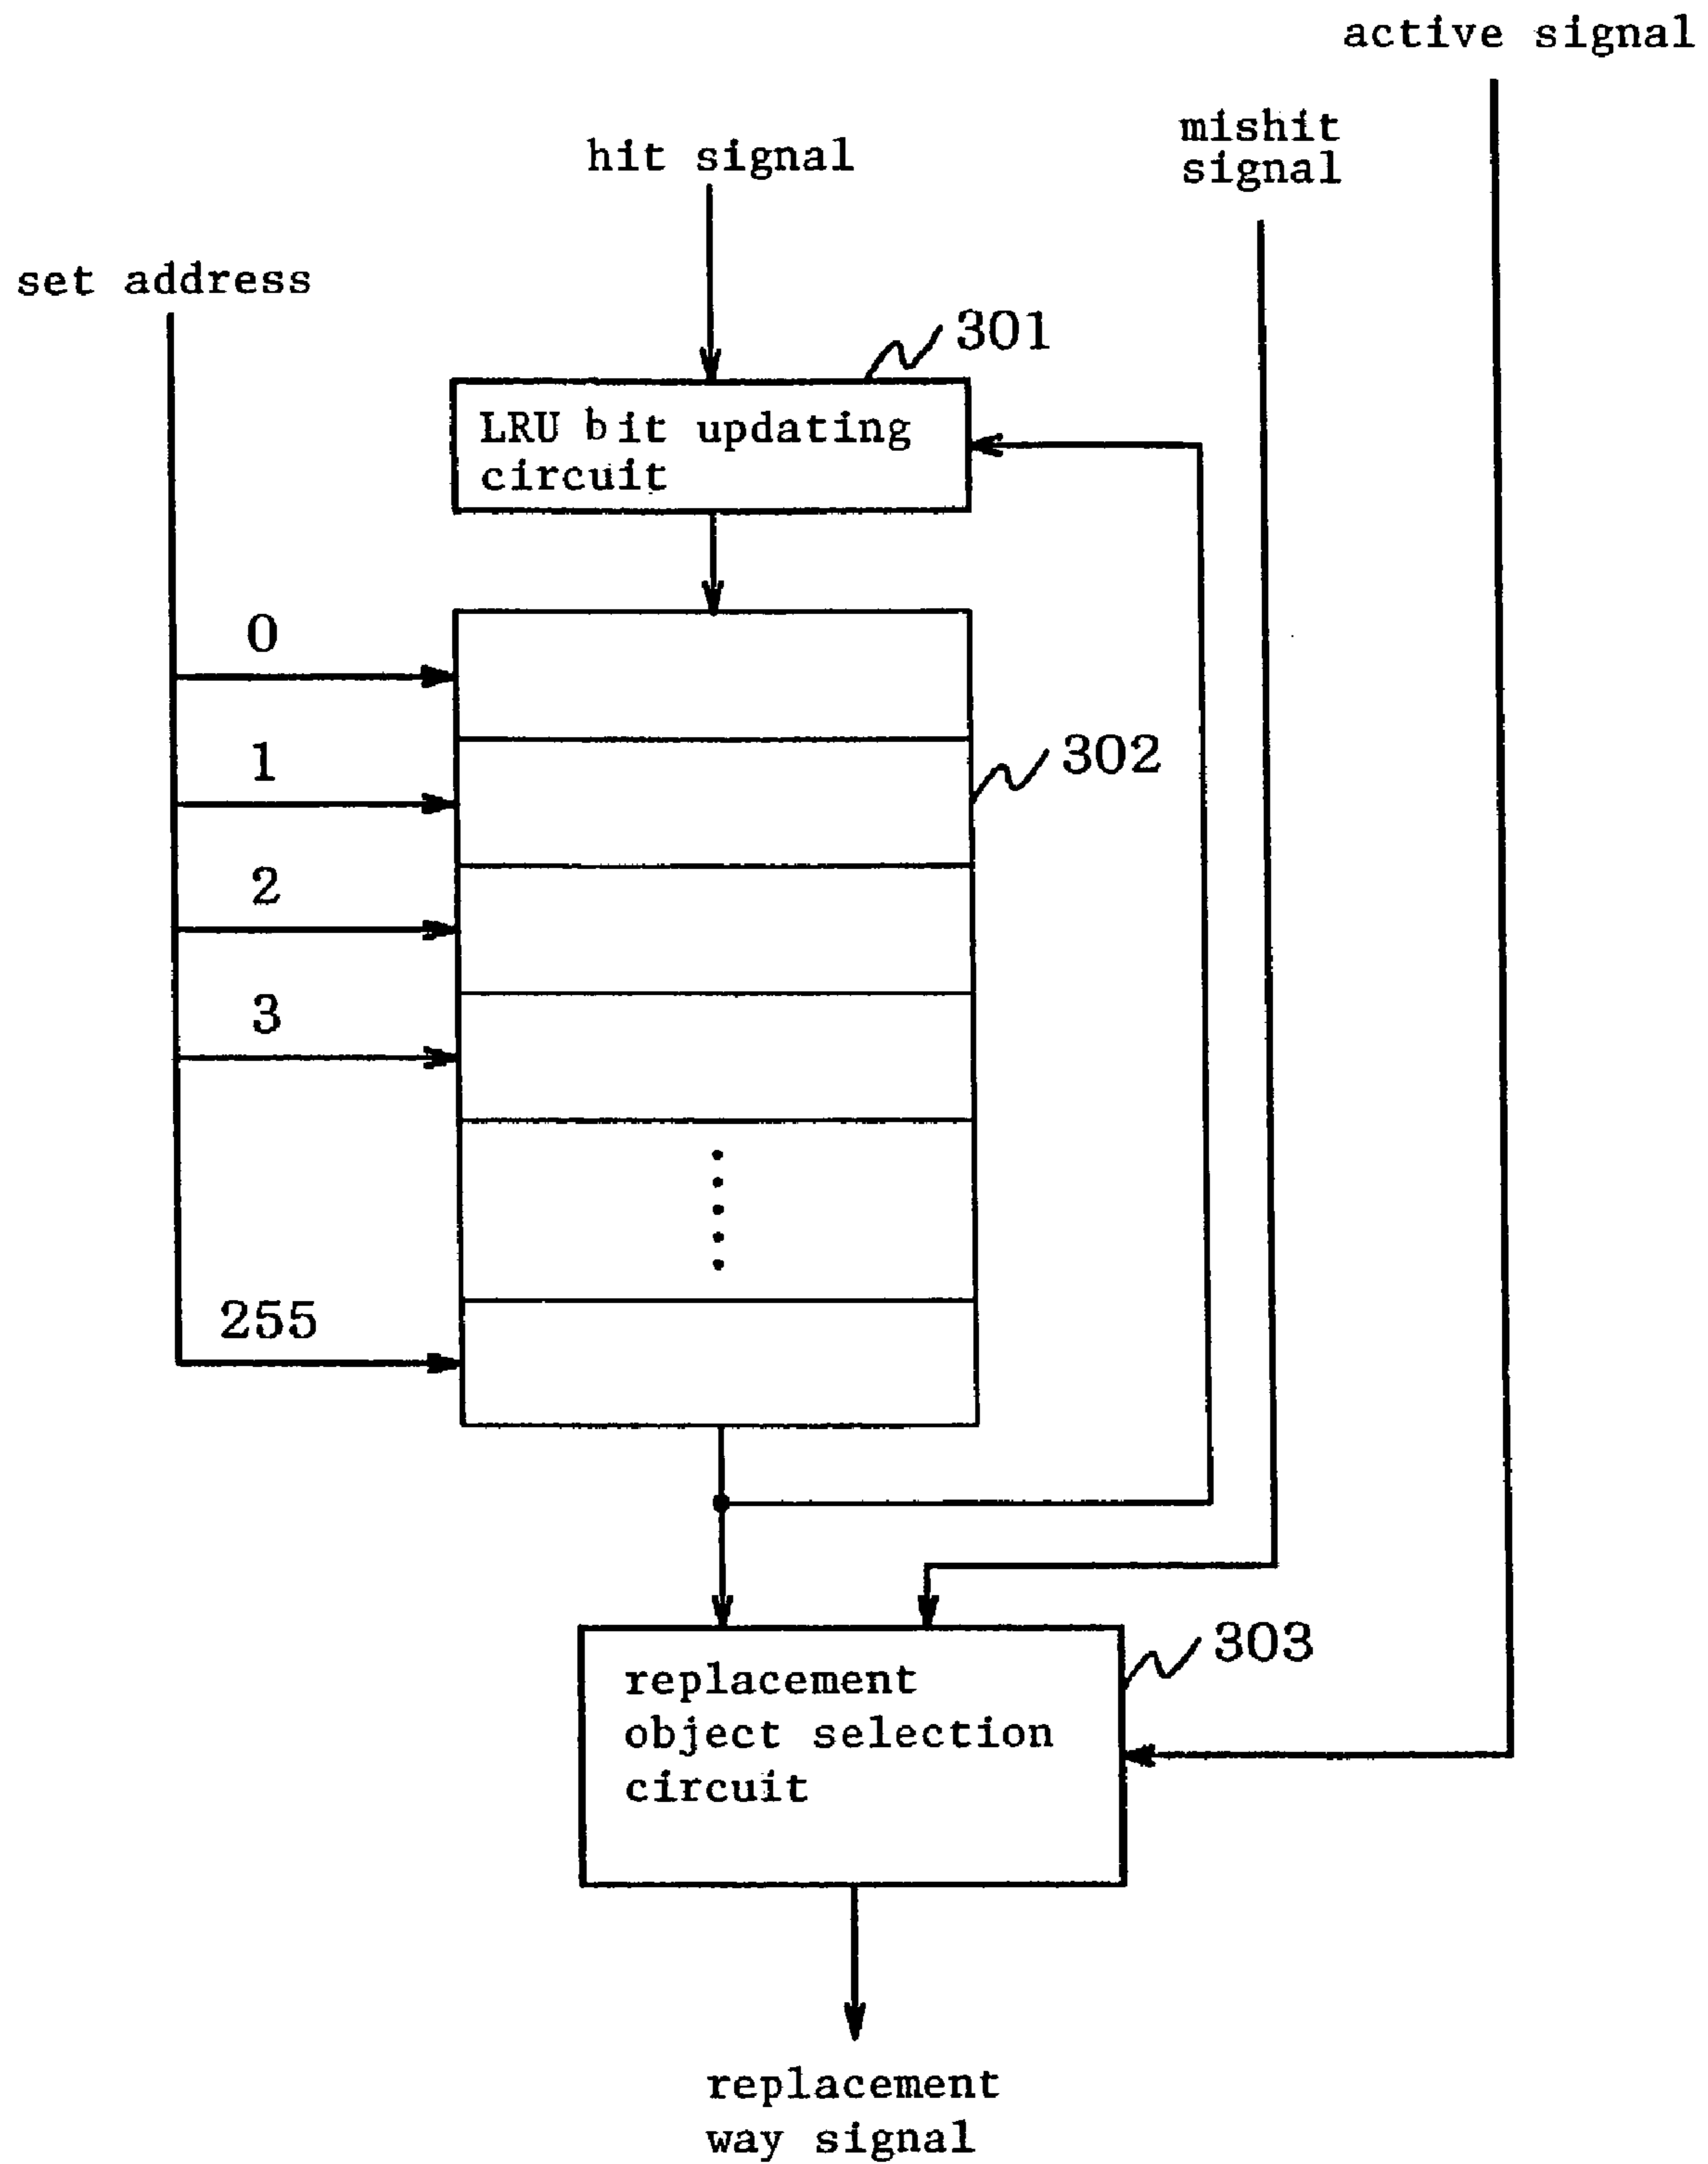 active signal
mishit
signal
hit signal
set address
301
LRU bit updating
circuit
0
1
302
2
3
255
303
replacement
object selection
circuit
replacement
way signal